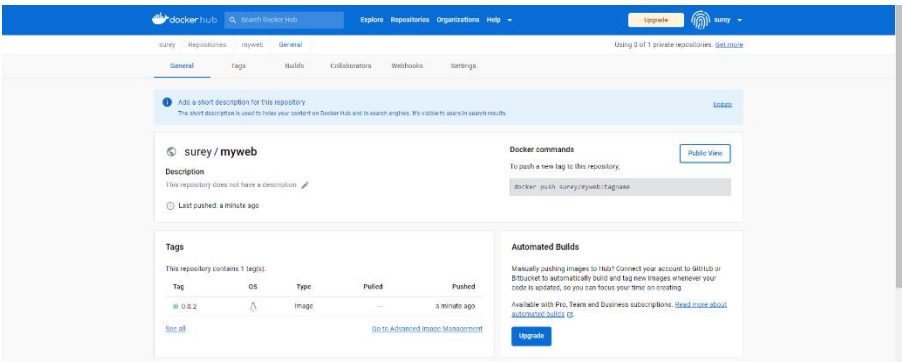 dockerhub
Search Docker Hub
Explore Repositories Organizations Help
Upgrade
surey
surey Repositories myweb General
Using 0 of 1 private repositories. Get more
General Tags Builds Collaborators Webhooks Settings
Add a short description for this repository
Update
The short description is used to index your content on Docker Hub and in search engines. It's visible to users in search results.
surey / myweb
Description
This repository does not have a description
Last pushed: a minute ago
Docker commands
Public View
To push a new tag to this repository,
docker push surey/myweb:tagname
Tags
This repository contains 1 tag(s).
Tag OS Type Pulled Pushed
0.0.2 Image --- a minute ago
See all
Go to Advanced Image Management
Automated Builds
Manually pushing images to Hub? Connect your account to GitHub or
Bitbucket to automatically build and tag new images whenever your
code is updated, so you can focus your time on creating.
Available with Pro, Team and Business subscriptions. Read more about
automated builds
Upgrade